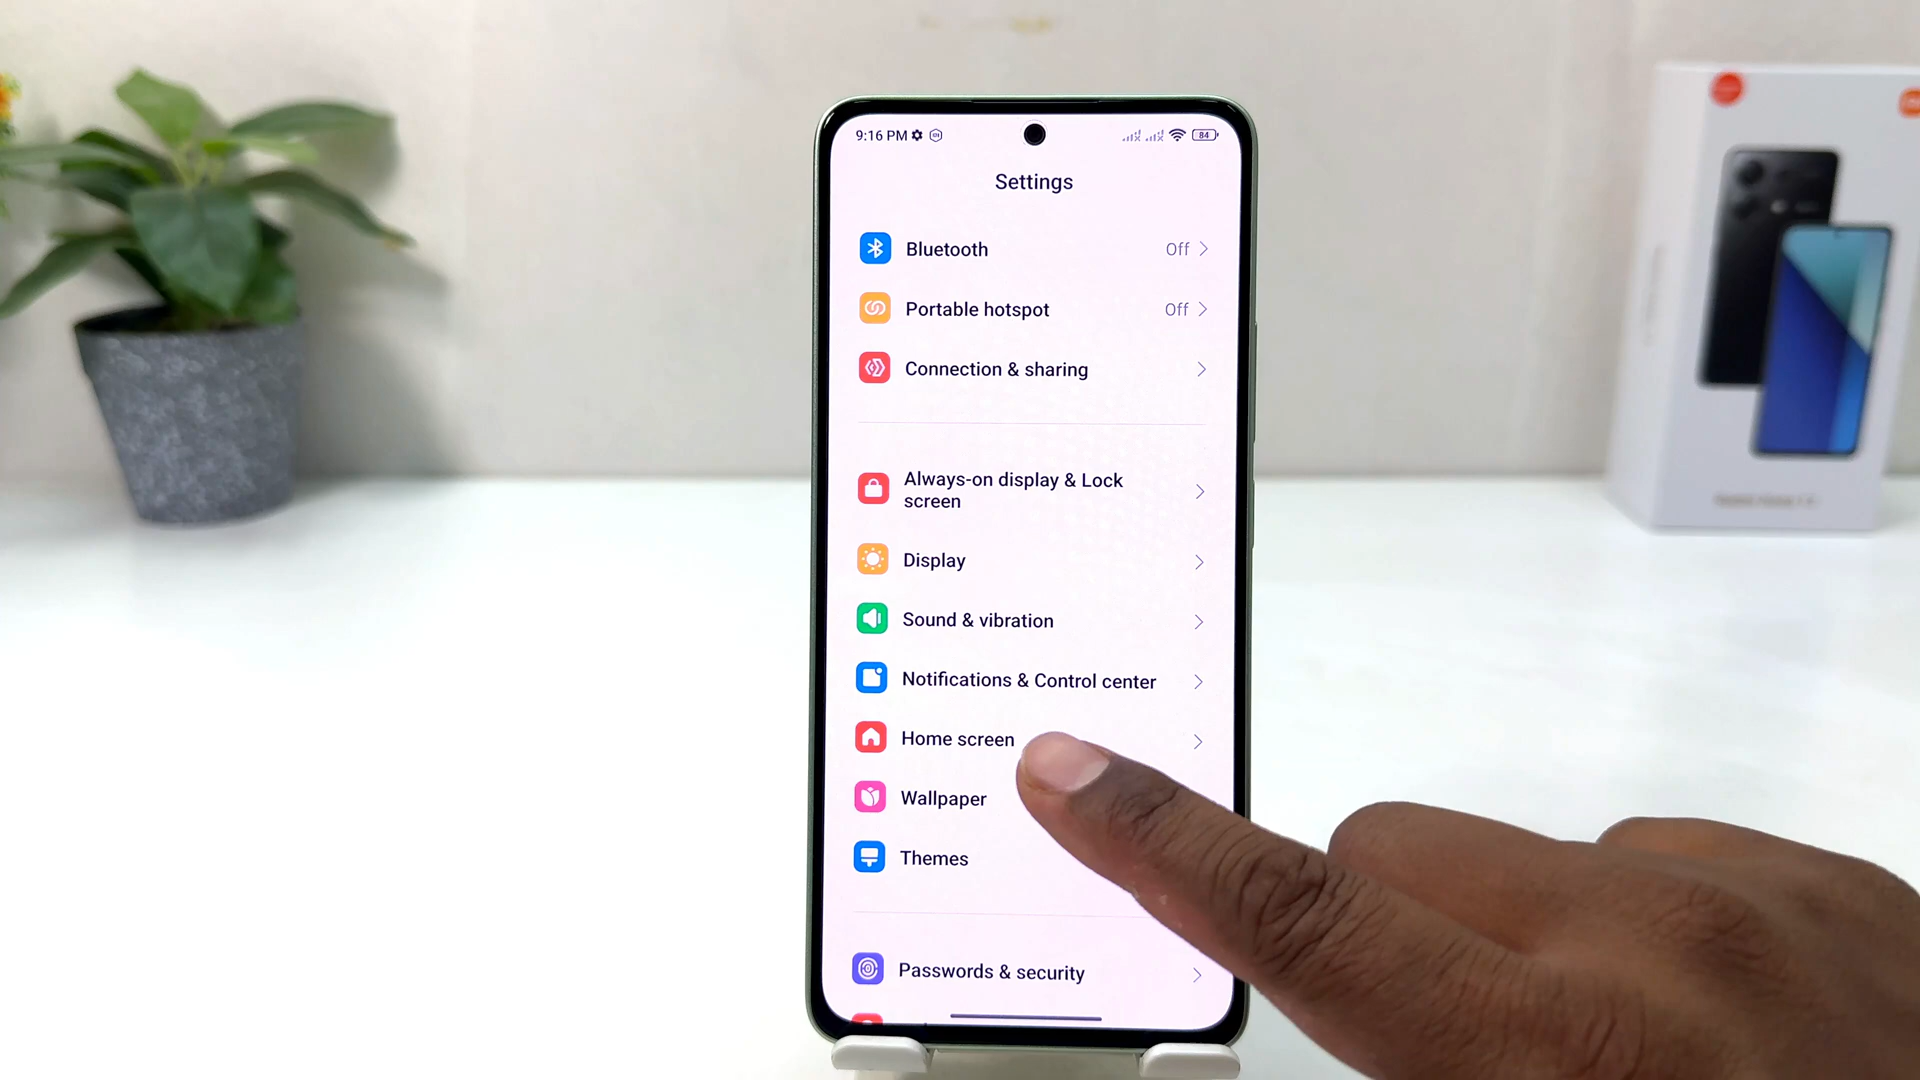 9:16 PM
84
Settings
Bluetooth
Off
Portable hotspot
Off
Connection & sharing
Always-on display & Lock
screen
Display
Sound & vibration
Notifications & Control center
Home screen
Wallpaper
Themes
Passwords & security